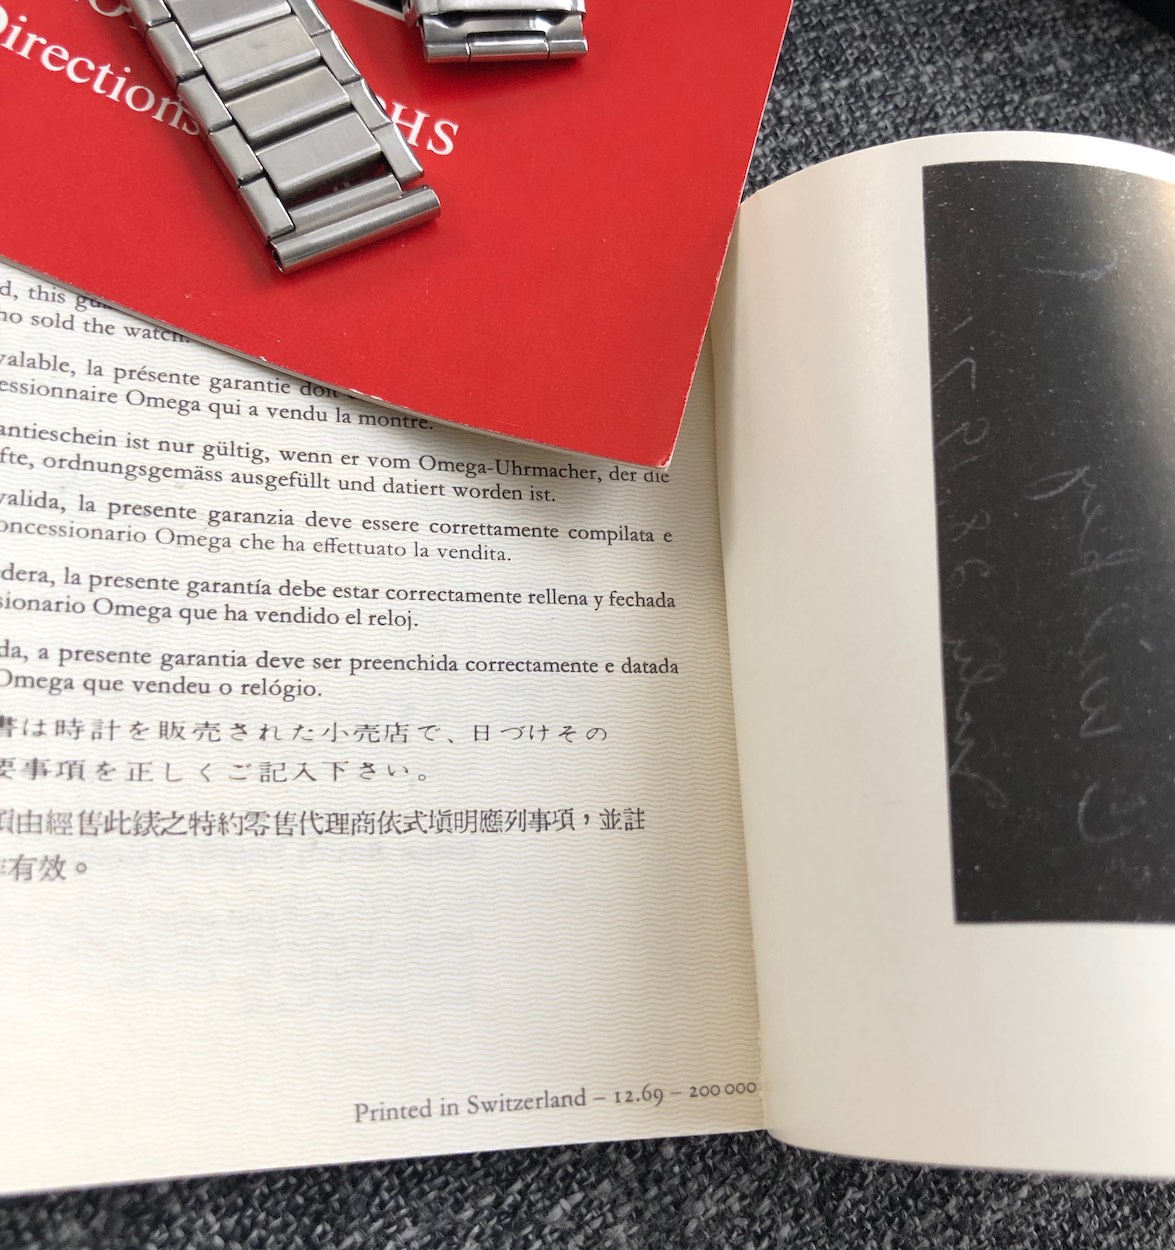 Directions
HS
d, this
ho sold the watch.
valable, la présente garantie doit
essionnaire Omega qui a vendu la montre.
antieschein ist nur gültig, wenn er vom Omega-Uhrmacher, der die
fte, ordnungsgemäss ausgefüllt und datiert worden ist.
valida, la presente garanzia deve essere correttamente compilata e
oncessionario Omega che ha effettuato la vendita.
dera, la presente garantía debe estar correctamente rellena y fechada
sionario Omega que ha vendido el reloj.
da, a presente garantia deve ser preenchida correctamente e datada
Omega que vendeu o relógio.
書は時計を販売された小売店で、日づけその
要事項を正しくご記入下さい。
須由經售此錶之特約零售代理商依式塡明應列事項，並註
有效。
Printed in Switzerland – 12.69 – 200 000